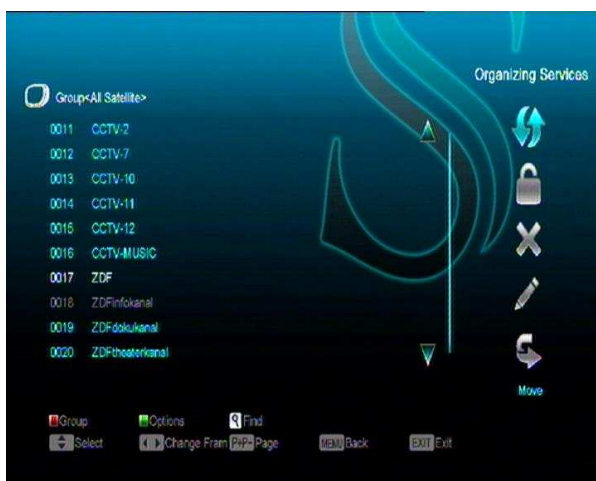 Organizing Services
Group<All Satellite>
0011 CCTV-2
0012 CCTV-7
0013 CCTV-10
0014 CCTV-11
0015 CCTV-12
0016 CCTV-MUSIC
0017 ZDF
0018 ZDFinfokanal
0019 ZDFdokukanal
0020 ZDFtheaterkanal
Move
Group Options Find
Select Change Fram P+P- Page MENU Back EXIT Exit